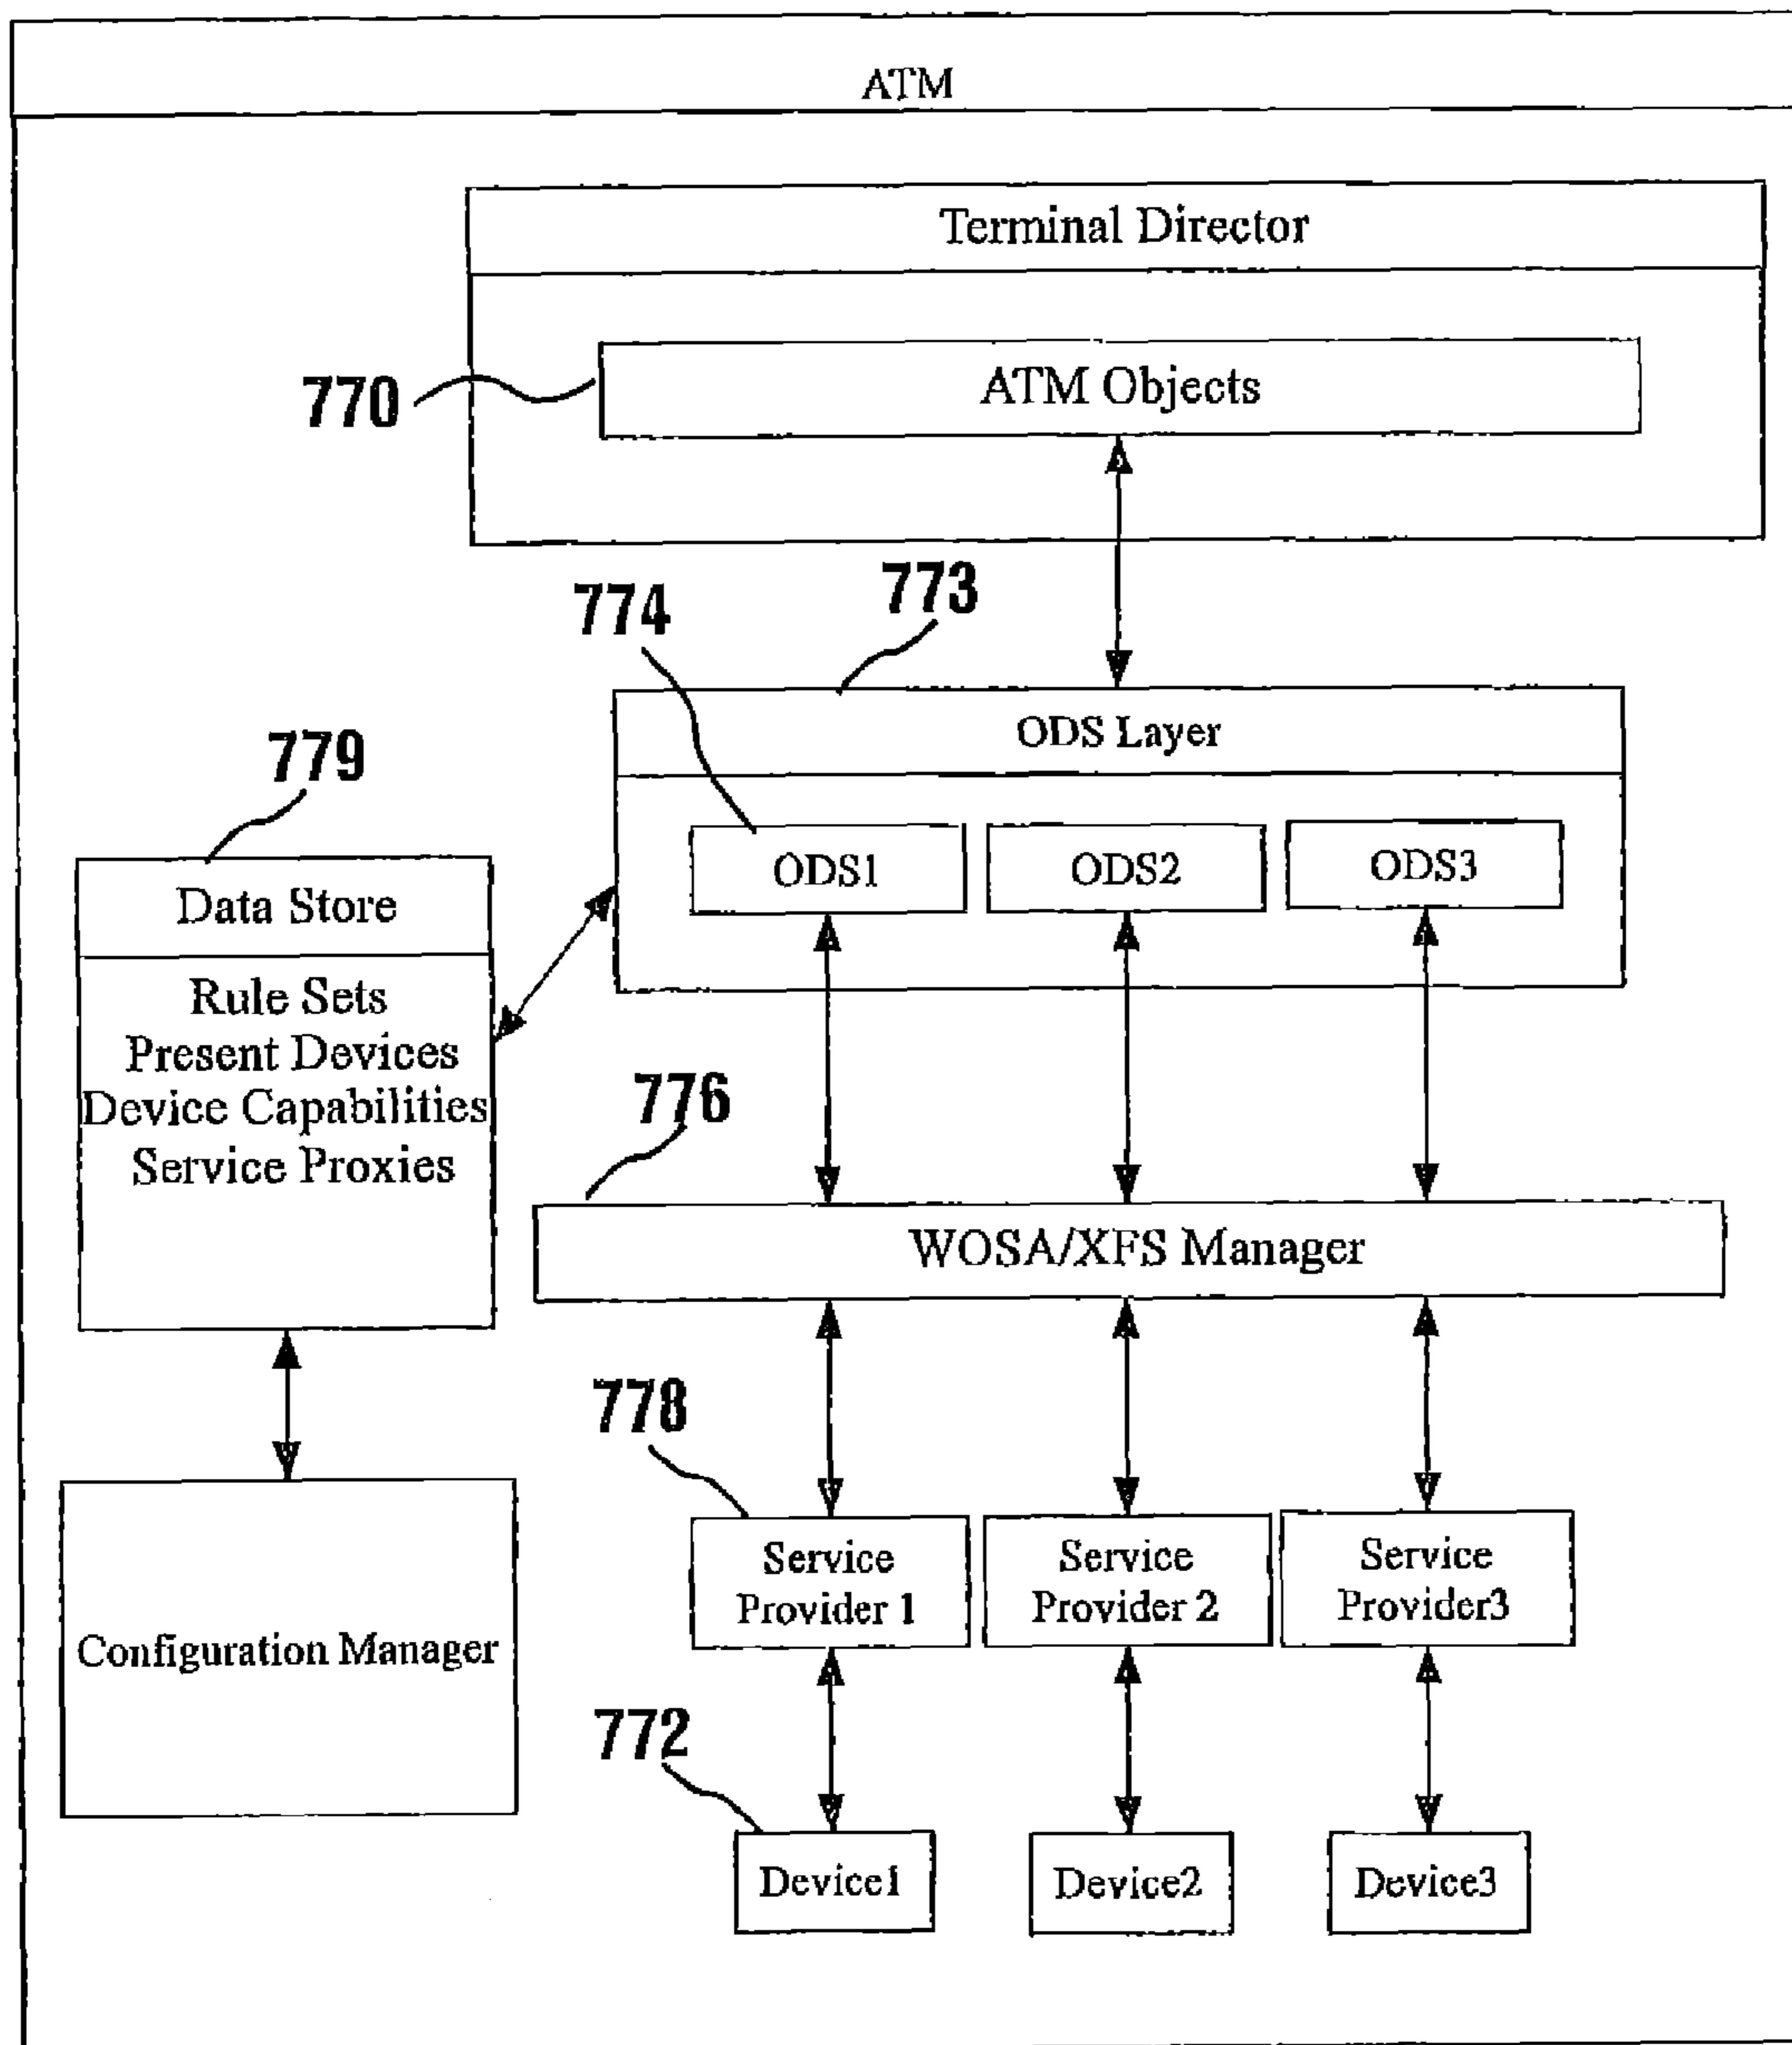 ATM
Terminal Director
770
ATM Objects
773
774
ODS Layer
779
ODS1
ODS2
ODS3
Data Store
Rule Sets
Present Devices
Device Capabilities
Service Proxies
776
WOSA/XFS Manager
778
Service
Provider 1
Service
Provider 2
Service
Provider3
Configuration Manager
772
Device1
Device2
Device3